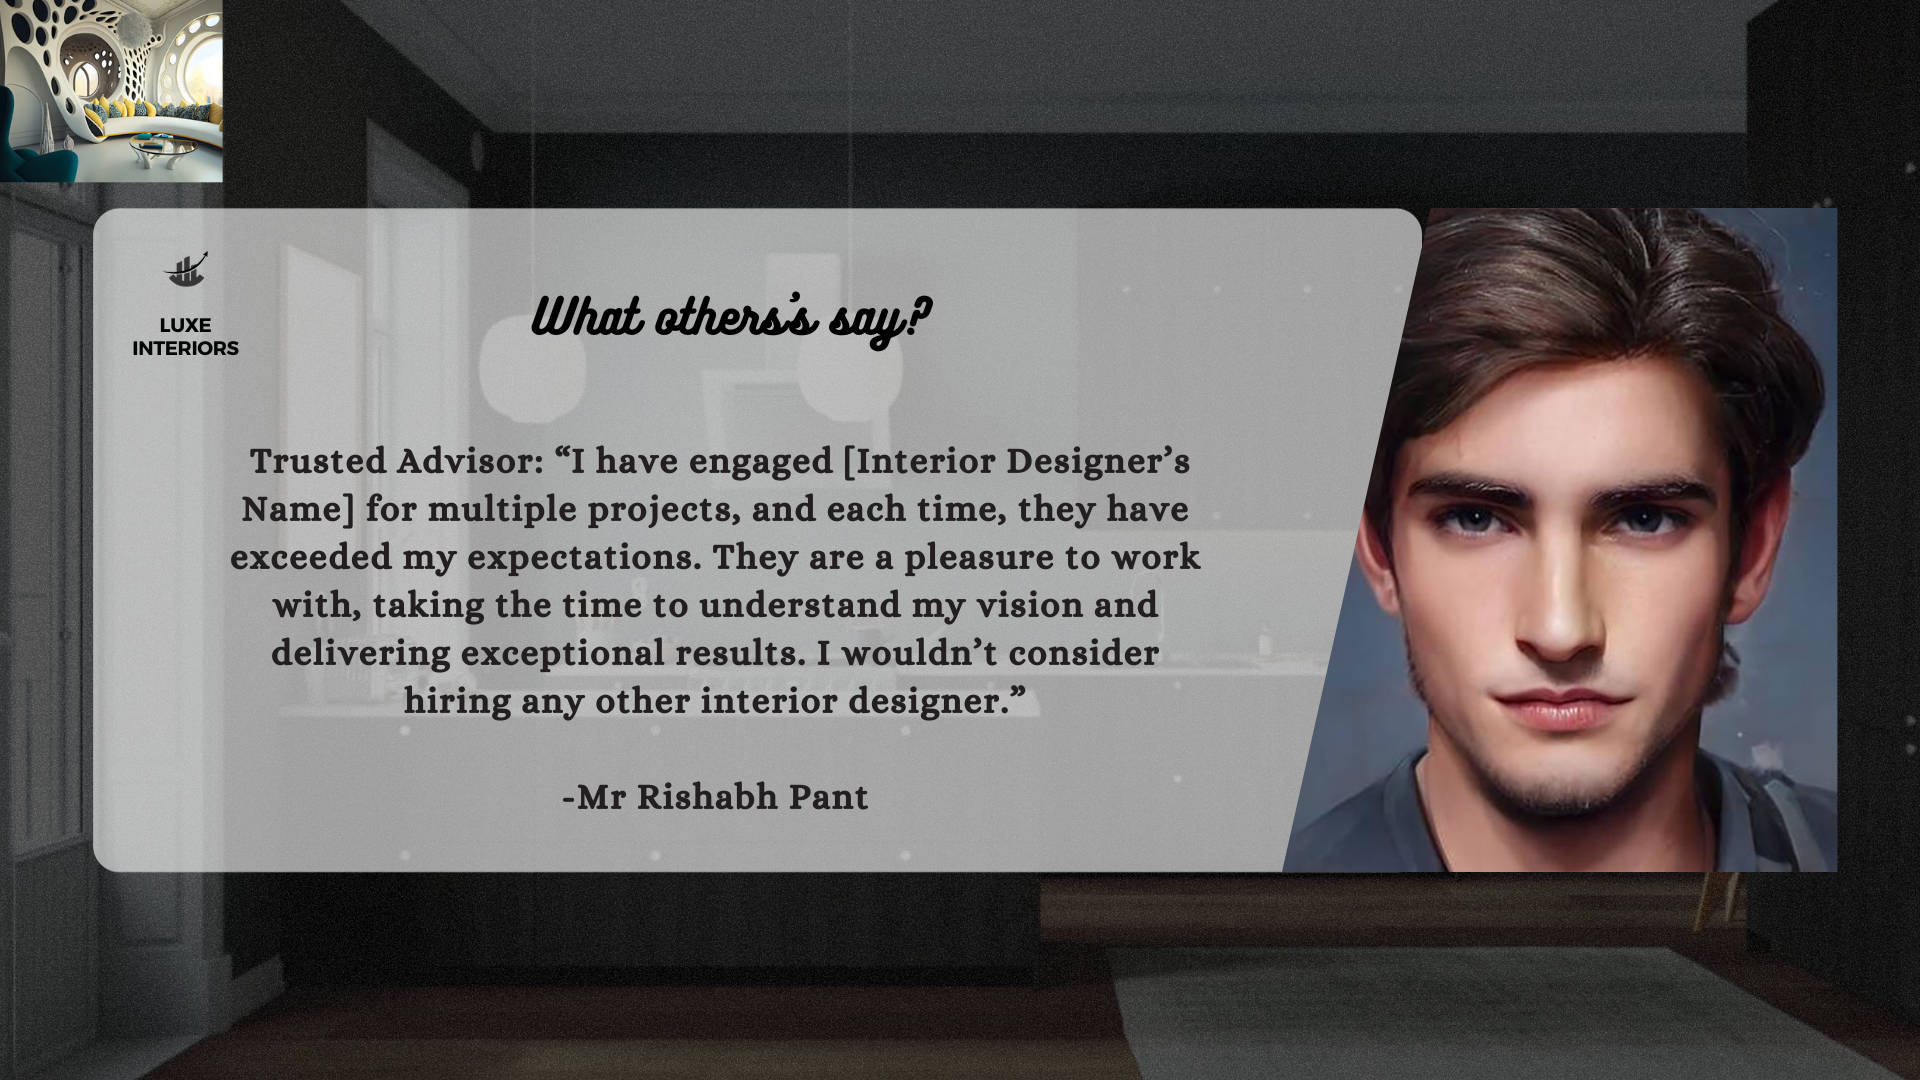 LUXE
INTERIORS
What others's say?
Trusted Advisor: “I have engaged [Interior Designer’s
Name] for multiple projects, and each time, they have
exceeded my expectations. They are a pleasure to work
with, taking the time to understand my vision and
delivering exceptional results. I wouldn’t consider
hiring any other interior designer.”
-Mr Rishabh Pant